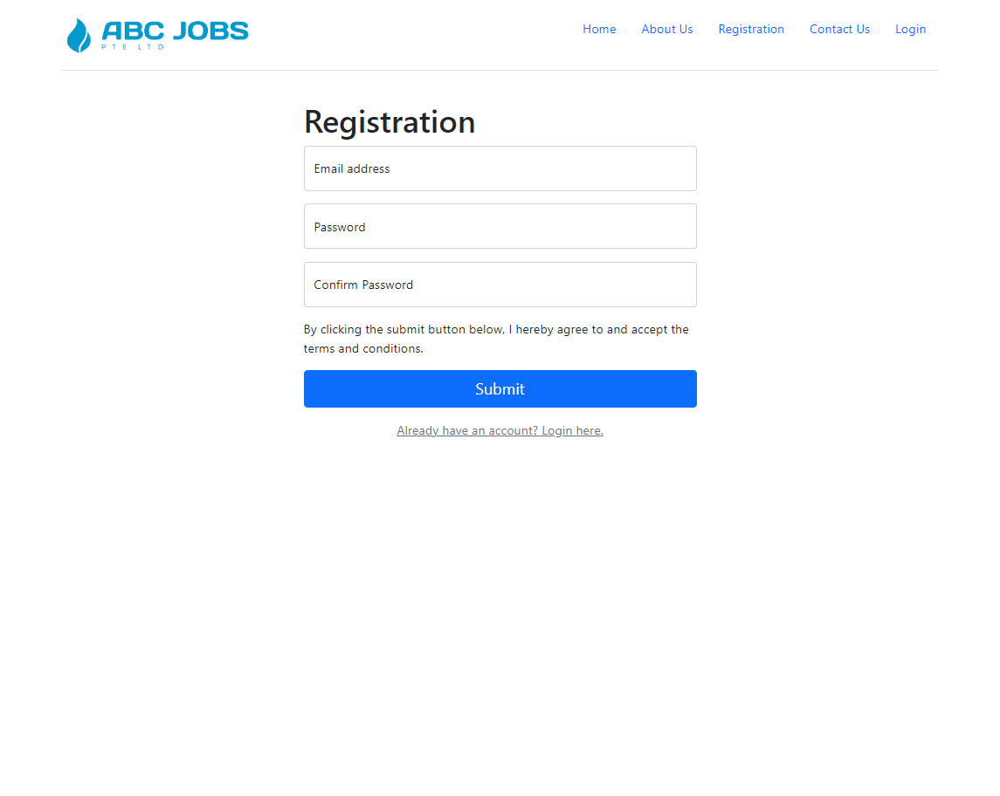 ABC JOBS
PTE LTD
Home About Us Registration Contact Us Login
Registration
Email address
Password
Confirm Password
By clicking the submit button below, I hereby agree to and accept the
terms and conditions.
Submit
Already have an account? Login here.